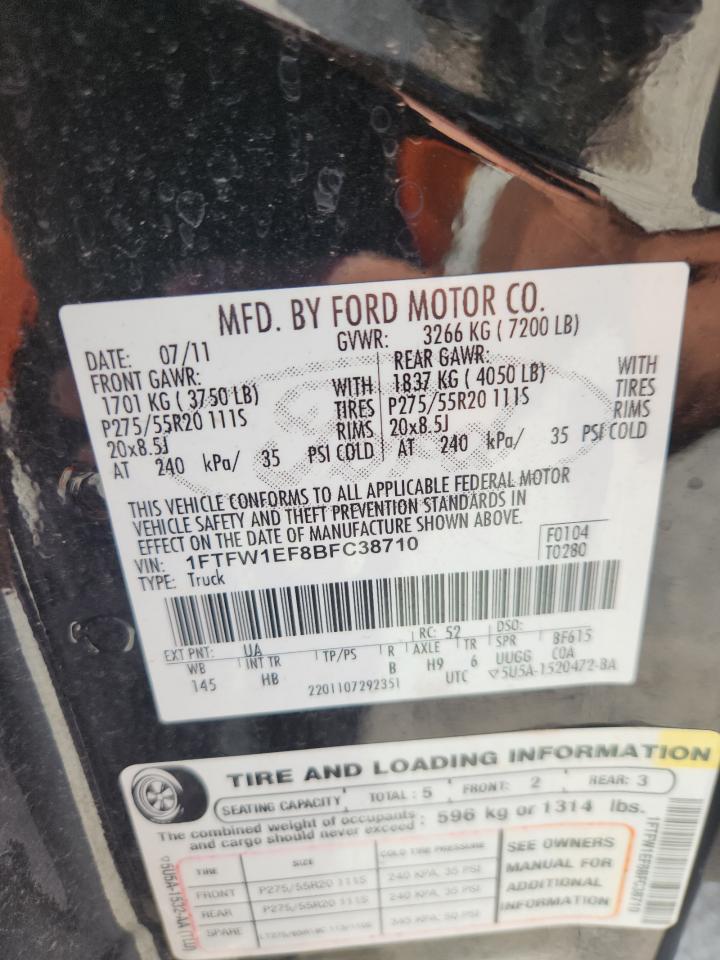 MFD. BY FORD MOTOR CO.
DATE: 07/11 GVWR: 3266 KG ( 7200 LB)
FRONT GAWR: REAR GAWR:
1701 KG ( 3750 LB) WITH 1837 KG ( 4050 LB) WITH
P275/55R20 111S TIRES P275/55R20 111S TIRES
20x8.5J RIMS 20x8.5J RIMS
AT 240 kPa/ 35 PSI COLD AT 240 kPa/ 35 PSI COLD
THIS VEHICLE CONFORMS TO ALL APPLICABLE FEDERAL MOTOR
VEHICLE SAFETY AND THEFT PREVENTION STANDARDS IN
EFFECT ON THE DATE OF MANUFACTURE SHOWN ABOVE.
VIN: 1FTFW1EF8BFC38710 F0104
TYPE: Truck T0280
EXT PNT: UA RC: 52 DSO:
WB INT TR TP/PS R AXLE TR SPR BF615
145 HB B H9 6 UUGG COA
2201107292351 UTC 5U5A-1520472-BA
TIRE AND LOADING INFORMATION
SEATING CAPACITY TOTAL : 5 FRONT: 2 REAR: 3
The combined weight of occupants
and cargo should never exceed : 596 kg or 1314 lbs.
TIRE SIZE COLD TIRE PRESSURE SEE OWNERS
FRONT P275/55R20 111S 240 KPA, 35 PSI MANUAL FOR
REAR P275/55R20 111S 240 KPA, 35 PSI ADDITIONAL
SPARE INFORMATION
1FTFW1EF8BFC38710